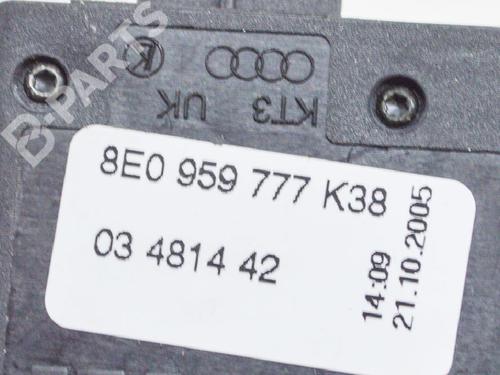 KT3 UK
8E0 959 777 K38
03 4814 42
14:09
21.10.2005
B-PARTS